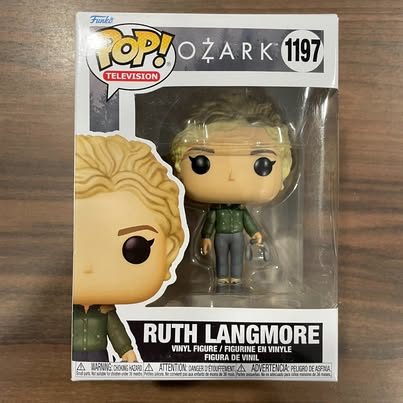 Funko
POP!
TELEVISION
OZARK
1197
RUTH LANGMORE
VINYL FIGURE / FIGURINE EN VINYLE
FIGURA DE VINIL
WARNING: CHOKING HAZARD. ATTENTION: DANGER D'ÉTOUFFEMENT. ADVERTENCIA: PELIGRO DE ASFIXIA.